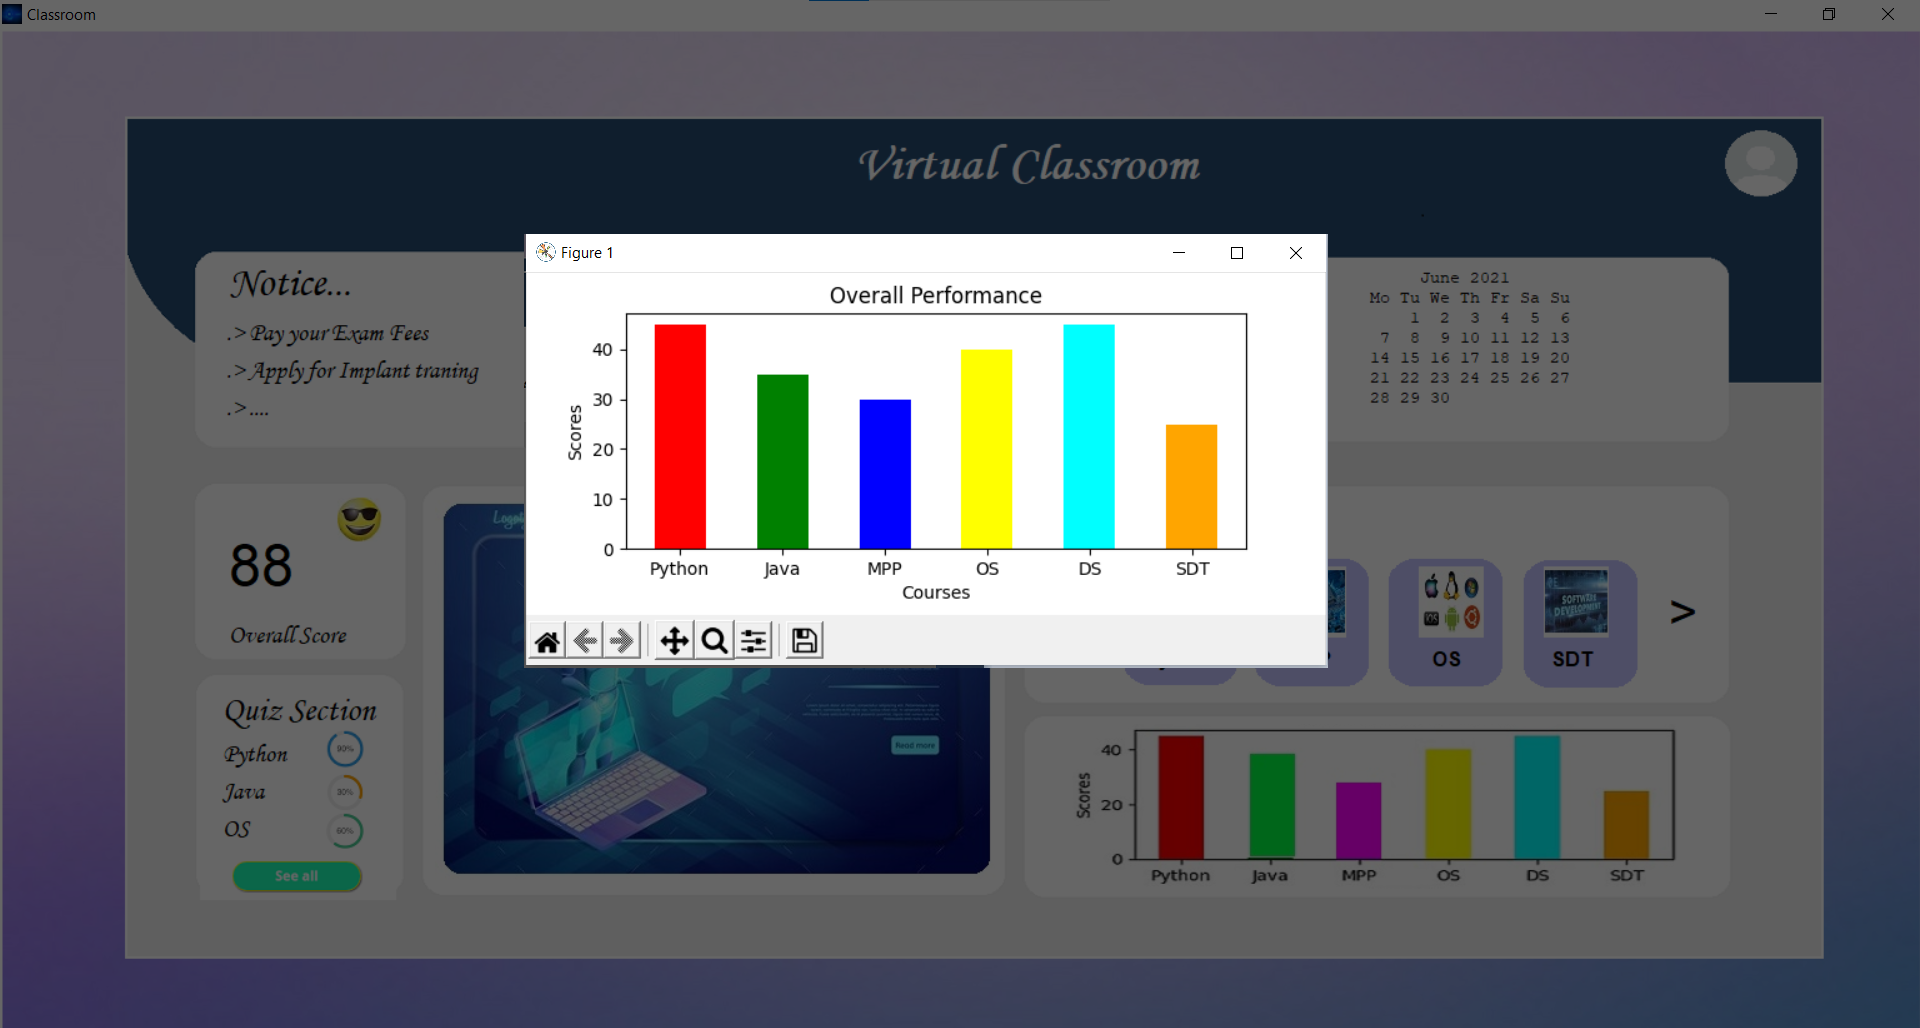 Classroom
Virtual Classroom
Notice...
.> Pay your Exam Fees
.> Apply for Implant traning
.> ....
Figure 1
Overall Performance
Scores
40
30
20
10
0
Python Java MPP OS DS SDT
Courses
June 2021
Mo Tu We Th Fr Sa Su
1 2 3 4 5 6
7 8 9 10 11 12 13
14 15 16 17 18 19 20
21 22 23 24 25 26 27
28 29 30
88
Overall Score
Quiz Section
Python 90%
Java 30%
OS 60%
See all
Read more
SOFTWARE
DEVELOPMENT
OS
SDT
>
Scores
40
20
0
Python Java MPP OS DS SDT